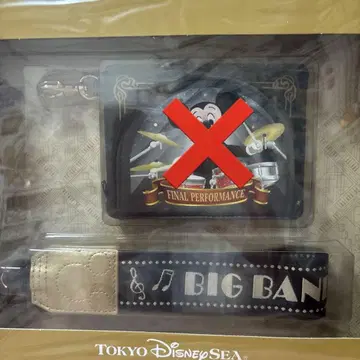 FINAL PERFORMANCE
BIG BAN
TOKYO DISNEYSEA®